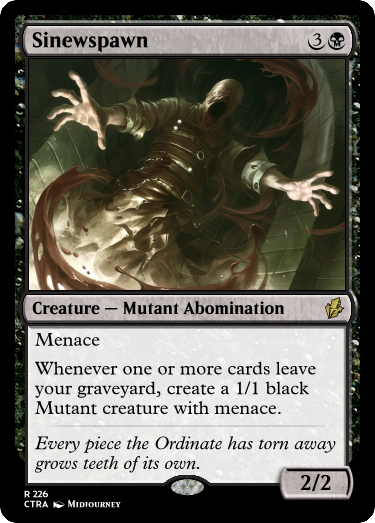 Sinewspawn 3
Creature — Mutant Abomination
Menace
Whenever one or more cards leave
your graveyard, create a 1/1 black
Mutant creature with menace.
Every piece the Ordinate has torn away
grows teeth of its own.
2/2
R 226
CTRA Midjourney